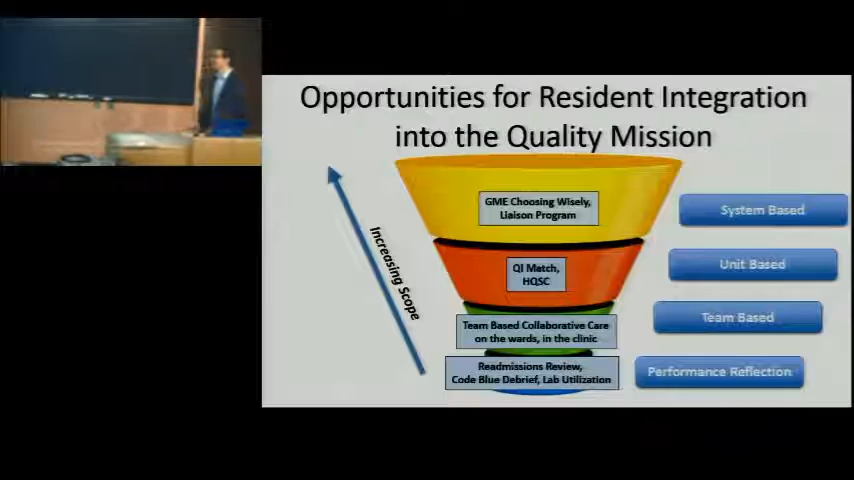 Opportunities for Resident Integration
into the Quality Mission
GME Choosing Wisely,
Liaison Program
System Based
QI Match,
HQSC
Unit Based
Increasing Scope
Team Based Collaborative Care
on the wards, in the clinic
Team Based
Readmissions Review,
Code Blue Debrief, Lab Utilization
Performance Reflection